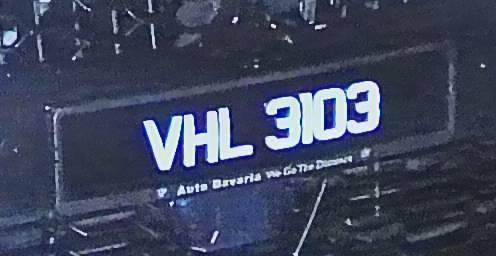 VHL 3103
Auto Bavaria We Go The Distance